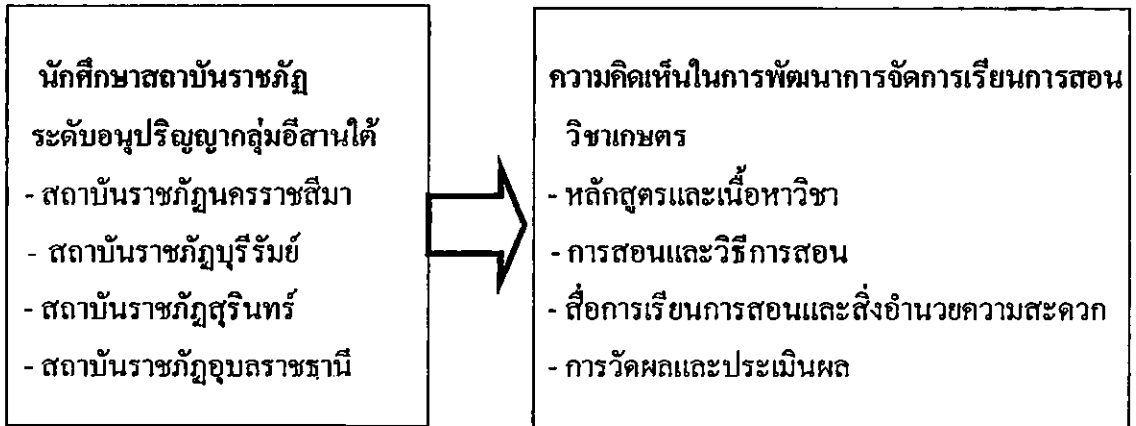 นักศึกษาสถาบันราชภัฏ
ระดับอนุปริญญากลุ่มอีสานใต้
- สถาบันราชภัฏนครราชสีมา
- สถาบันราชภัฏบุรีรัมย์
- สถาบันราชภัฏสุรินทร์
- สถาบันราชภัฏอุบลราชธานี
ความคิดเห็นในการพัฒนาการจัดการเรียนการสอน
วิชาเกษตร
- หลักสูตรและเนื้อหาวิชา
- การสอนและวิธีการสอน
- สื่อการเรียนการสอนและสิ่งอำนวยความสะดวก
- การวัดผลและประเมินผล